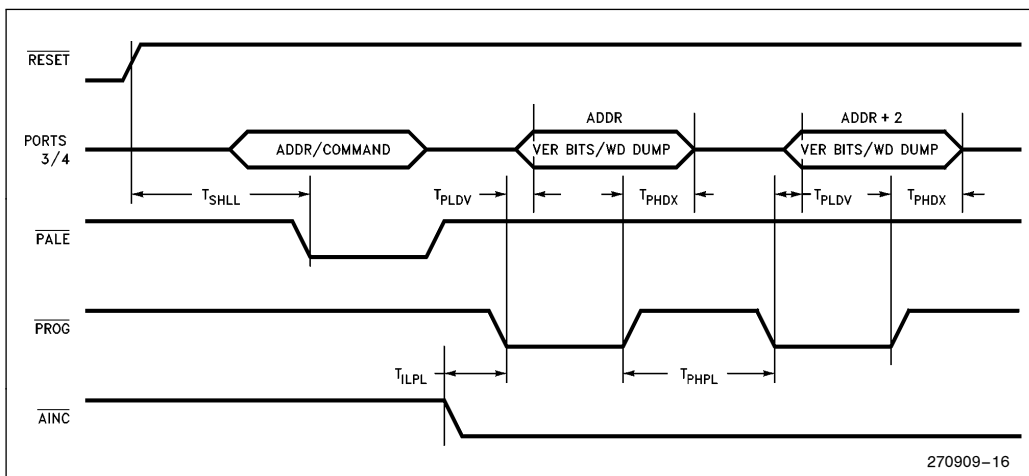 RESET
ADDR
ADDR + 2
PORTS
3/4
ADDR/COMMAND
VER BITS/WD DUMP
VER BITS/WD DUMP
TSHLL
TPLDV
TPHDX
TPLDV
TPHDX
PALE
PROG
TILPL
TPHPL
AINC
270909–16